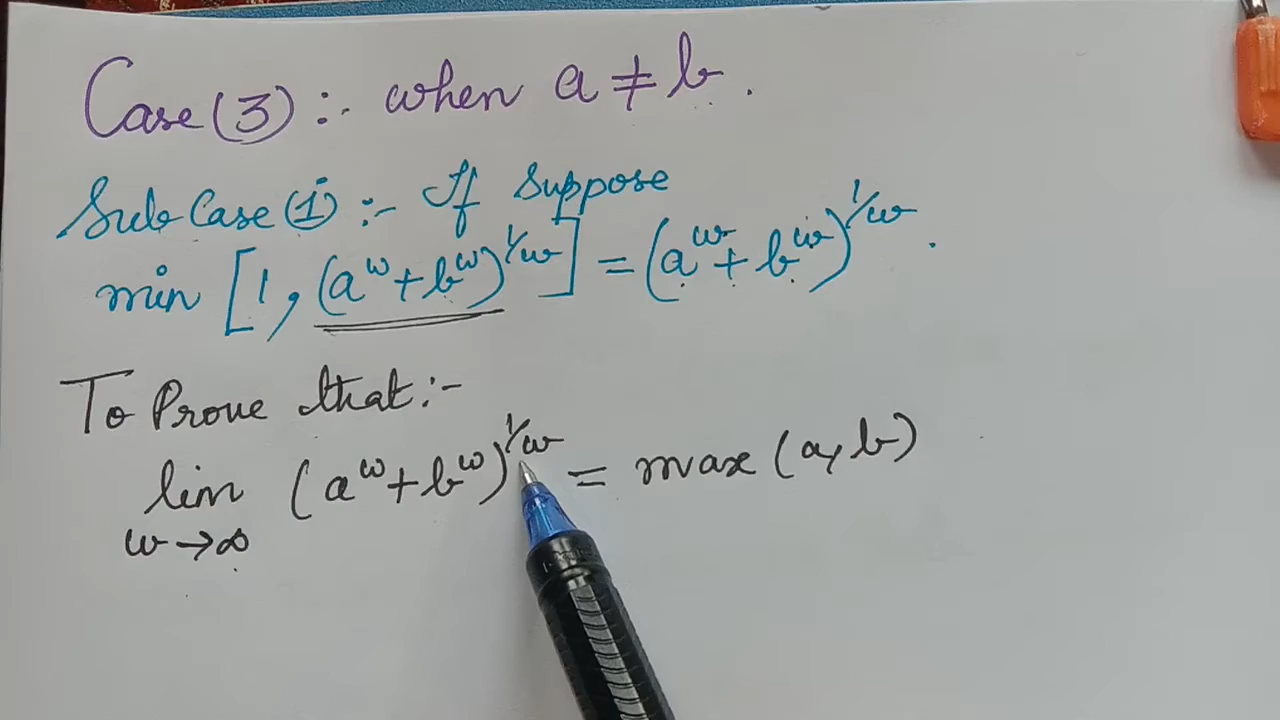 Case (3) :- when a ≠ b.
Sub Case (1) :- If suppose
min [1, (a^w + b^w)^1/w] = (a^w + b^w)^1/w.
To Prove that :-
lim (a^w + b^w)^1/w = max (a, b)
w → ∞